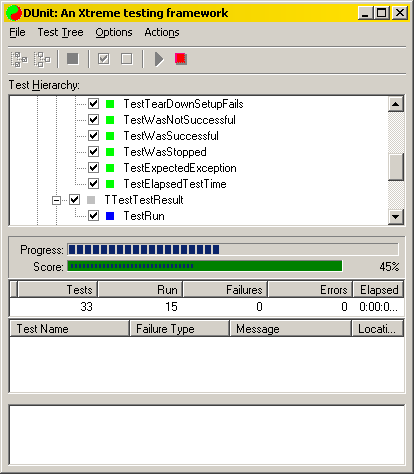 DUnit: An Xtreme testing framework
File Test Tree Options Actions
Test Hierarchy:
TestTearDownSetupFails
TestWasNotSuccessful
TestWasSuccessful
TestWasStopped
TestExpectedException
TestElapsedTestTime
TTestTestResult
TestRun
Progress:
Score: 45%
Tests Run Failures Errors Elapsed
33 15 0 0 0:00:0...
Test Name Failure Type Message Locati...